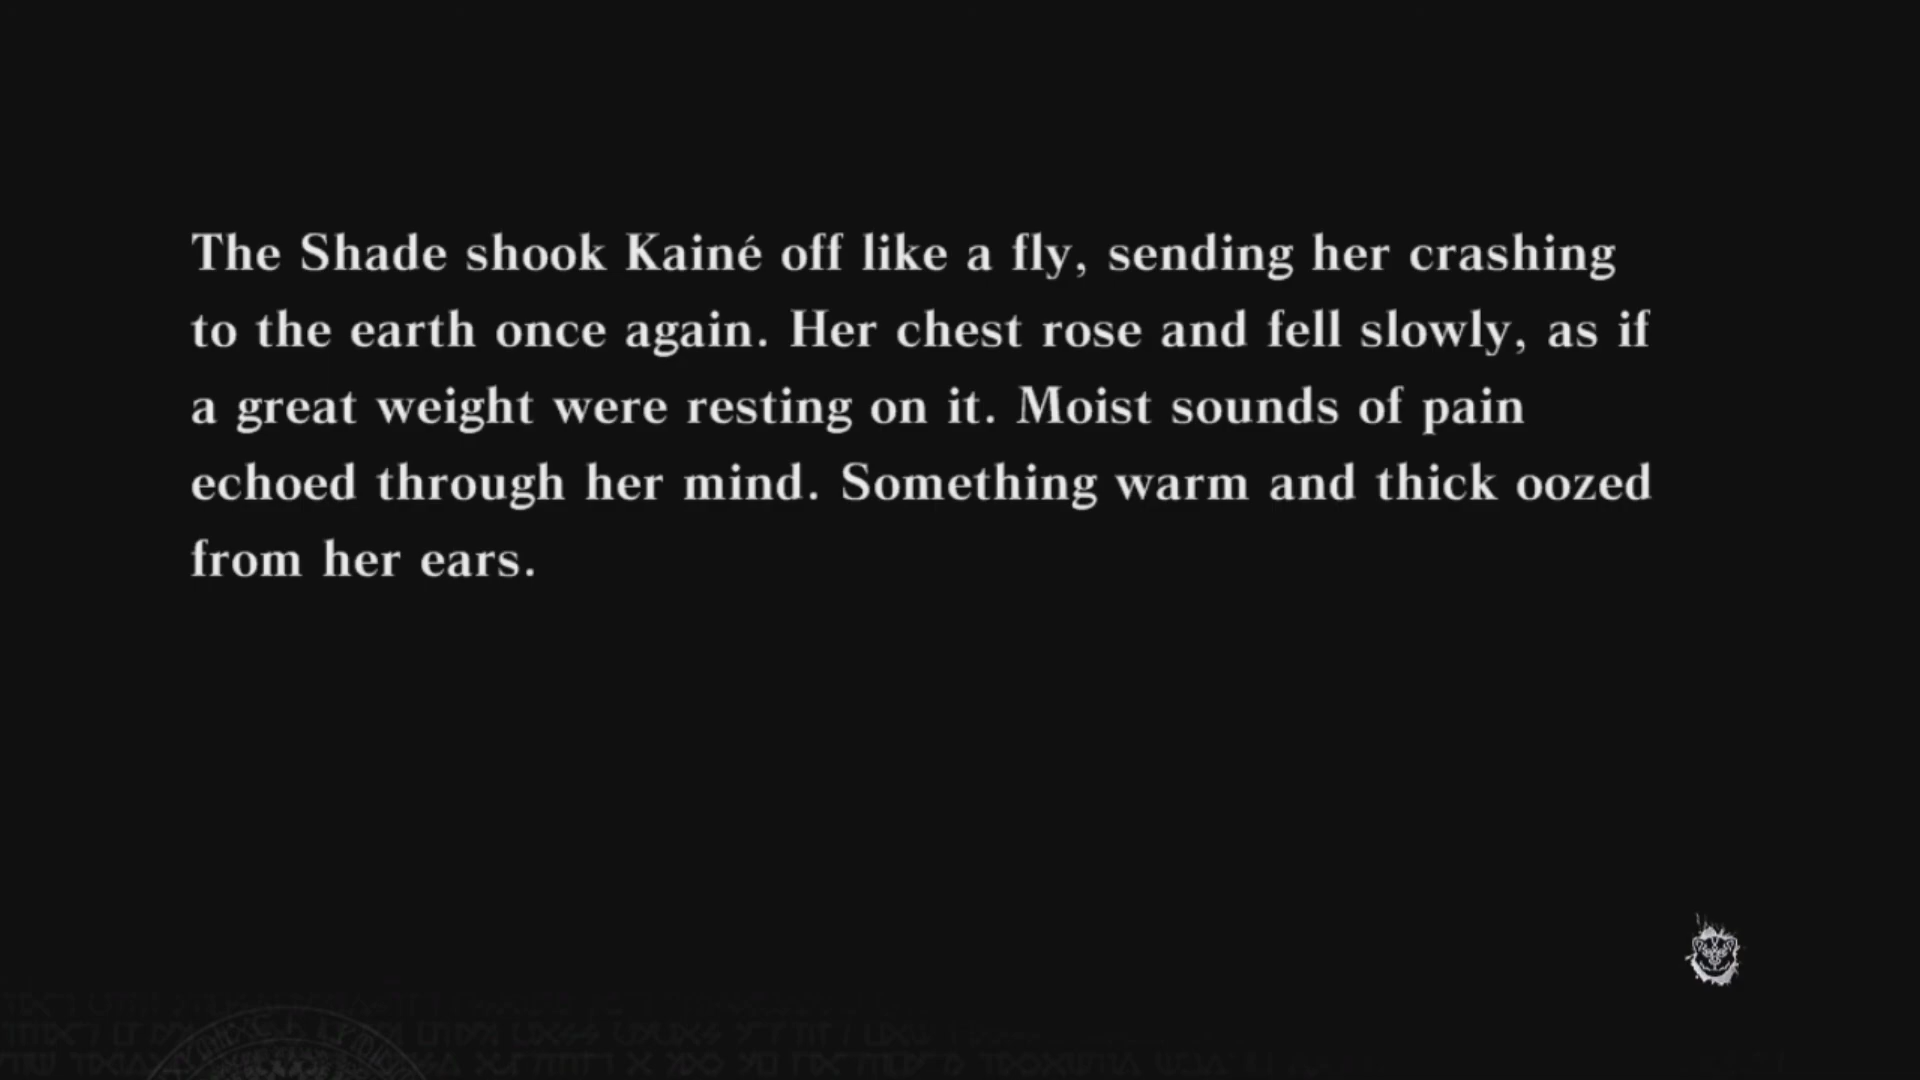 The Shade shook Kainé off like a fly, sending her crashing
to the earth once again. Her chest rose and fell slowly, as if
a great weight were resting on it. Moist sounds of pain
echoed through her mind. Something warm and thick oozed
from her ears.